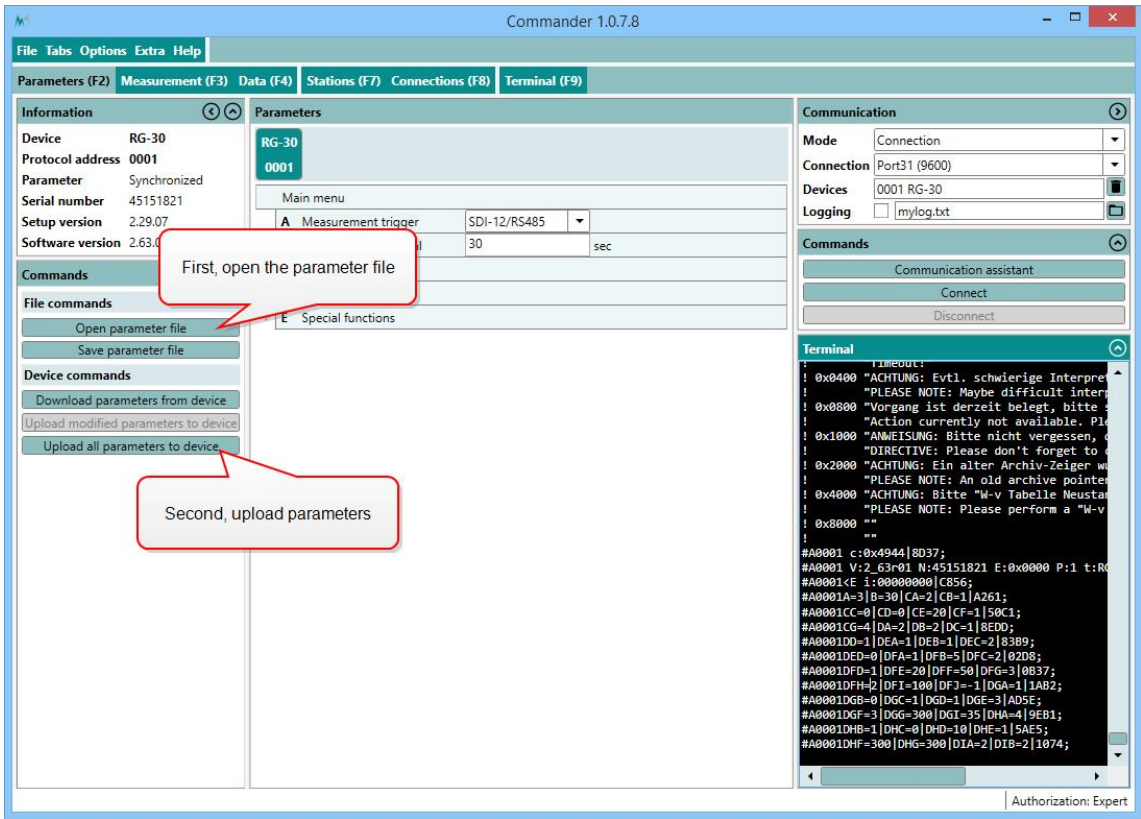 Commander 1.0.7.8
File Tabs Options Extra Help
Parameters (F2) Measurement (F3) Data (F4) Stations (F7) Connections (F8) Terminal (F9)
Information
Device RG-30
Protocol address 0001
Parameter Synchronized
Serial number 45151821
Setup version 2.29.07
Software version 2.63.0
Commands
File commands
Open parameter file
Save parameter file
Device commands
Download parameters from device
Upload modified parameters to device
Upload all parameters to device
First, open the parameter file
Second, upload parameters
Parameters
RG-30
0001
Main menu
A Measurement trigger SDI-12/RS485
30 sec
E Special functions
Communication
Mode Connection
Connection Port31 (9600)
Devices 0001 RG-30
Logging mylog.txt
Commands
Communication assistant
Connect
Disconnect
Terminal
! Timeout!
! 0x0400 "ACHTUNG: Evtl. schwierige Interpret
! "PLEASE NOTE: Maybe difficult interp
! 0x0800 "Vorgang ist derzeit belegt, bitte s
! "Action currently not available. Ple
! 0x1000 "ANWEISUNG: Bitte nicht vergessen,
! "DIRECTIVE: Please don't forget to
! 0x2000 "ACHTUNG: Ein alter Archiv-Zeiger wu
! "PLEASE NOTE: An old archive pointer
! 0x4000 "ACHTUNG: Bitte "W-v Tabelle Neustar
! "PLEASE NOTE: Please perform a "W-v
! 0x8000 ""
! ""
#A0001 c:0x4944|8D37;
#A0001 V:2_63r01 N:45151821 E:0x0000 P:1 t:RG
#A0001<E i:00000000|C856;
#A0001A=3|B=30|CA=2|CB=1|A261;
#A0001CC=0|CD=0|CE=20|CF=1|50C1;
#A0001CG=4|DA=2|DB=2|DC=1|8EDD;
#A0001DD=1|DEA=1|DEB=1|DEC=2|83B9;
#A0001DED=0|DFA=1|DFB=5|DFC=2|02D8;
#A0001DFD=1|DFE=20|DFF=50|DFG=3|0B37;
#A0001DFH=2|DFI=100|DFJ=-1|DGA=1|1AB2;
#A0001DGB=0|DGC=1|DGD=1|DGE=3|AD5E;
#A0001DGF=3|DGG=300|DGI=35|DHA=4|9EB1;
#A0001DHB=1|DHC=0|DHD=10|DHE=1|5AE5;
#A0001DHF=300|DHG=300|DIA=2|DIB=2|1074;
Authorization: Expert